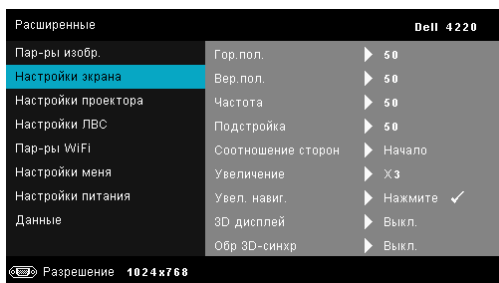 Расширенные Dell 4220
Пар-ры изобр. Гор.пол. 50
Настройки экрана Вер.пол. 50
Настройки проектора Частота 50
Настройки ЛВС Подстройка 50
Пар-ры WiFi Соотношение сторон Начало
Настройки меня Увеличение X3
Настройки питания Увел. навиг. Нажмите
Данные 3D дисплей Выкл.
Обр 3D-синхр Выкл.
Разрешение 1024x768